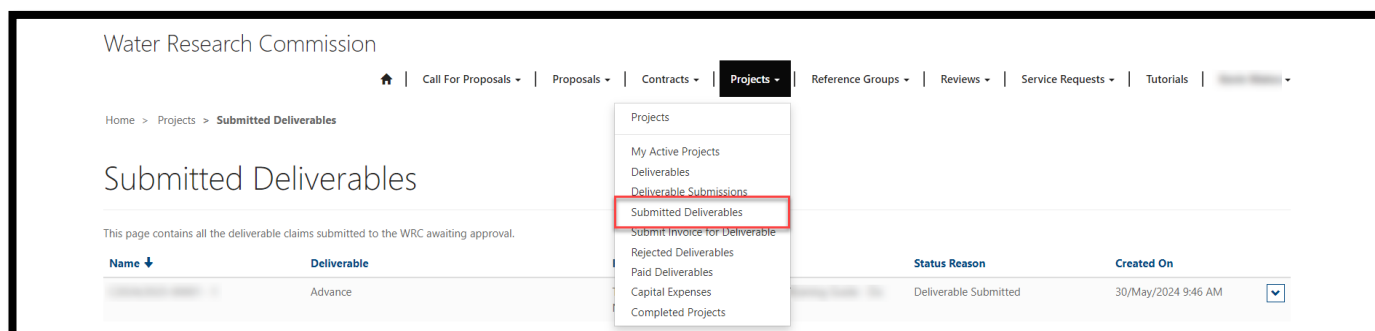 Water Research Commission
Call For Proposals | Proposals | Contracts | Projects | Reference Groups | Reviews | Service Requests | Tutorials |
Home > Projects > Submitted Deliverables
Projects
My Active Projects
Deliverables
Deliverable Submissions
Submitted Deliverables
Submit Invoice for Deliverable
Rejected Deliverables
Paid Deliverables
Capital Expenses
Completed Projects
Submitted Deliverables
This page contains all the deliverable claims submitted to the WRC awaiting approval.
Name Deliverable Status Reason Created On
Advance Deliverable Submitted 30/May/2024 9:46 AM